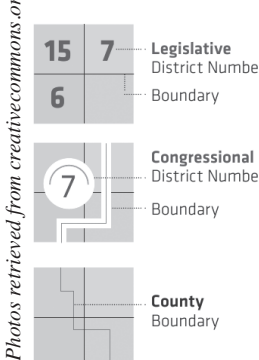 Photos retrieved from creativecommons.or
15 7
6
Legislative
District Numbe
Boundary
7
Congressional
District Numbe
Boundary
County
Boundary